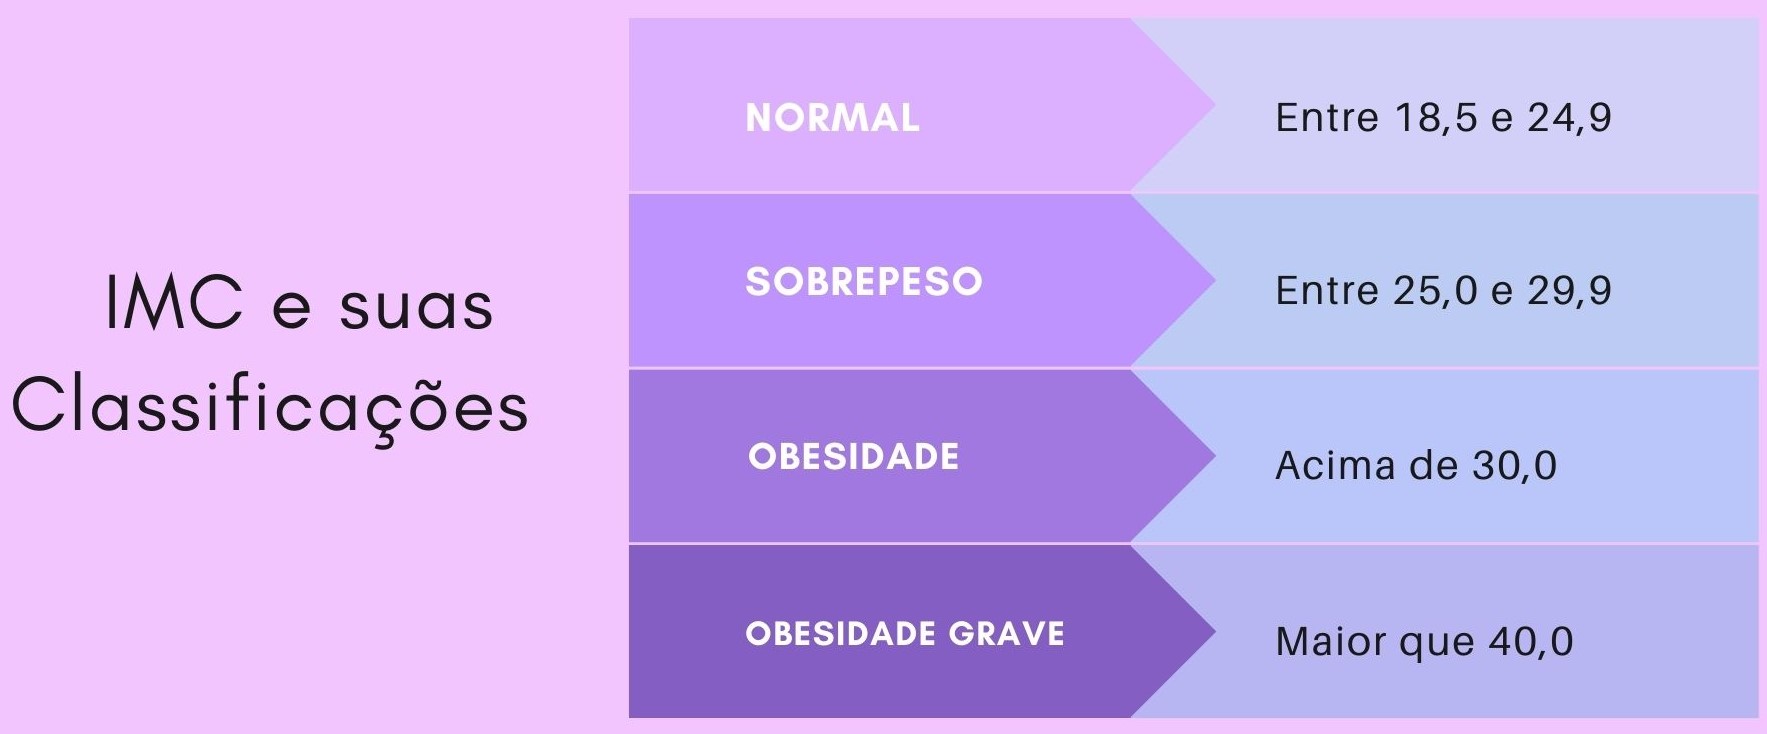 IMC e suas
Classificações
NORMAL
Entre 18,5 e 24,9
SOBREPESO
Entre 25,0 e 29,9
OBESIDADE
Acima de 30,0
OBESIDADE GRAVE
Maior que 40,0